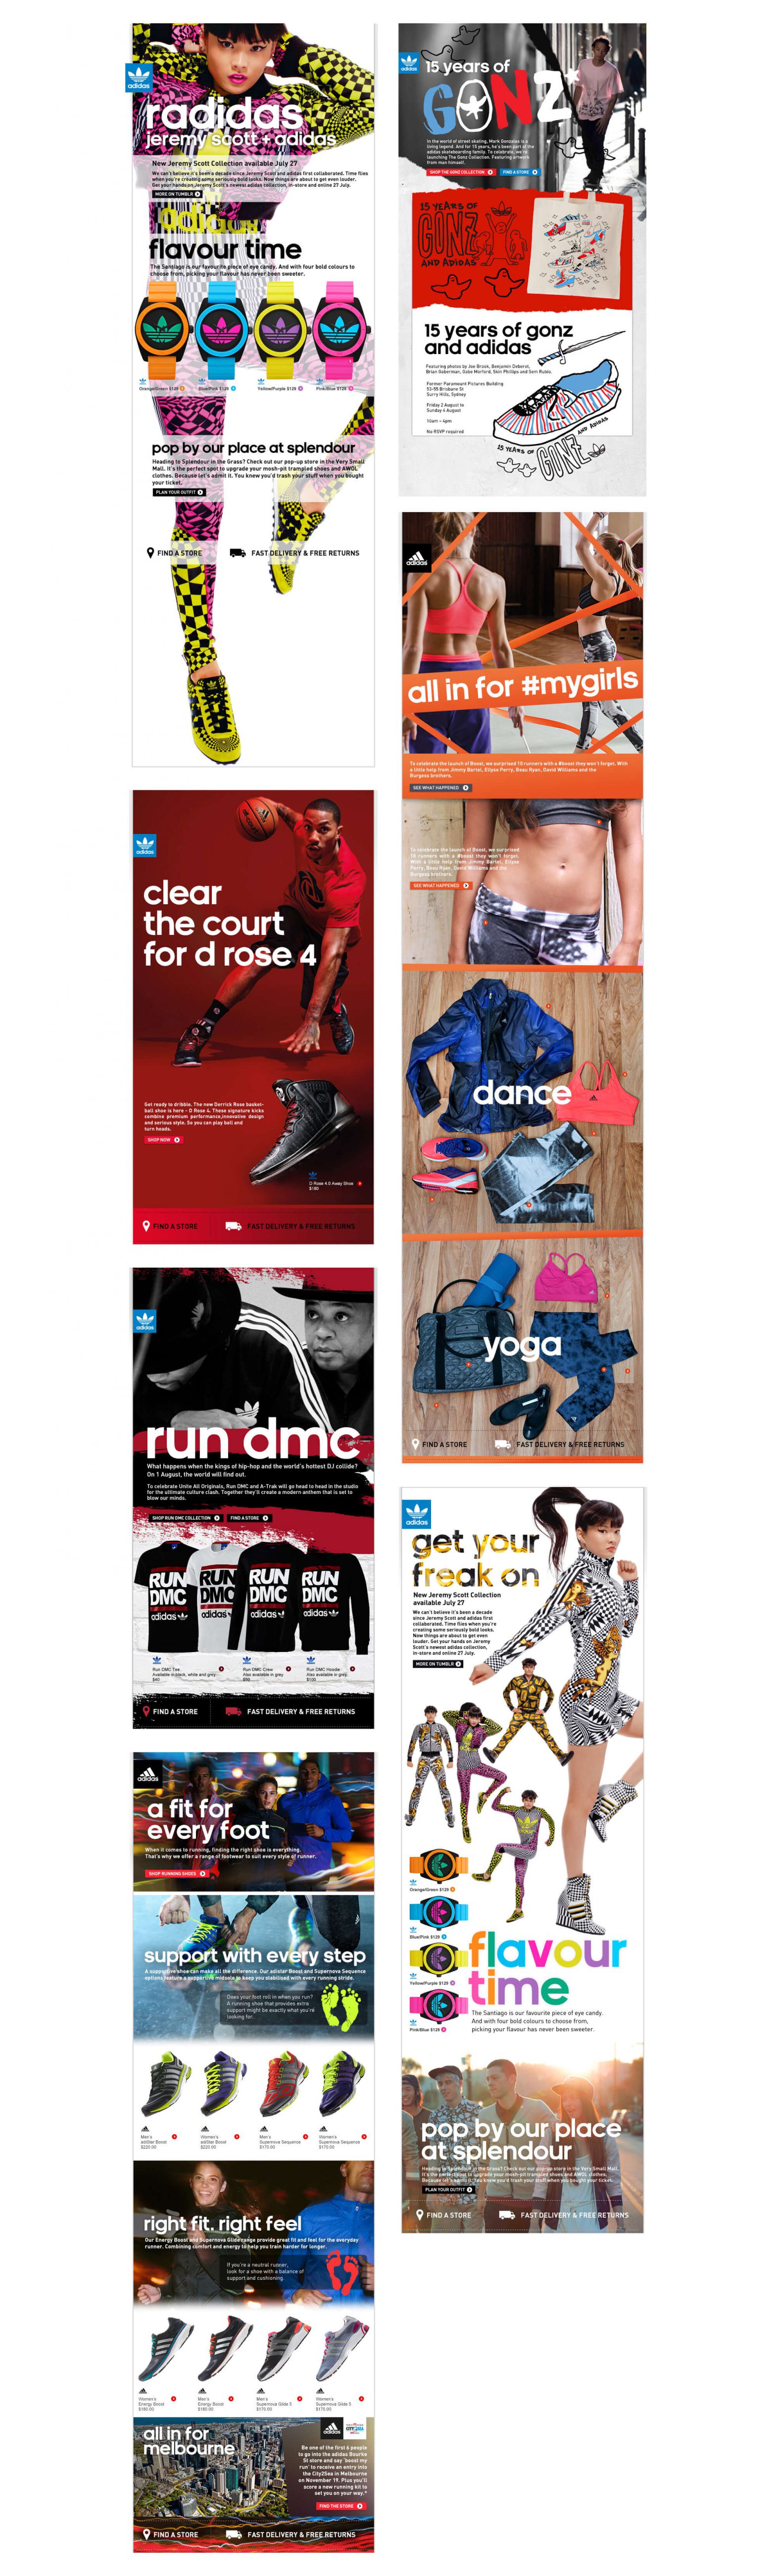 adidas
radidas
jeremy scott + adidas
New Jeremy Scott Collection available July 27
We can't believe it's been a decade since Jeremy Scott and adidas first collaborated. Time flies
when you're creating some seriously bold looks. Now things are about to get even louder.
Get your hands on Jeremy Scott's newest adidas collection, in-store and online 27 July.
MORE ON TUMBLR
flavour time
The Santiago is our favourite piece of eye candy. And with four bold colours to
choose from, picking your flavour has never been sweeter.
Orange/Green $129
Blue/Pink $129
Yellow/Purple $129
Pink/Blue $129
pop by our place at splendour
Heading to Splendour in the Grass? Check out our pop-up store in the Very Small
Mall. It's the perfect spot to upgrade your mosh-pit trampled shoes and AWOL
clothes. Because let's admit it. You knew you'd trash your stuff when you bought
your ticket.
PLAN YOUR OUTFIT
FIND A STORE
FAST DELIVERY & FREE RETURNS
adidas
clear
the court
for d rose 4
Get ready to dribble. The new Derrick Rose basket-
ball shoe is here - D Rose 4. These signature kicks
combine premium performance, innovative design
and serious style. So you can play ball and
turn heads.
SHOP NOW
D Rose 4.0 Away Shoe
$180
FIND A STORE
FAST DELIVERY & FREE RETURNS
adidas
run dmc
What happens when the kings of hip-hop and the world's hottest DJ collide?
On 1 August, the world will find out.
To celebrate Unite All Originals, Run DMC and A-Trak will go head to head in the studio
for the ultimate culture clash. Together they'll create a modern anthem that is set to
blow our minds.
SHOP RUN DMC COLLECTION
FIND A STORE
RUN DMC
adidas
RUN DMC
adidas
RUN DMC
adidas
RUN DMC
adidas
Run DMC Tee
Available in black, white and grey
$40
Run DMC Crew
Also available in grey
$90
Run DMC Hoodie
Also available in grey
$100
FIND A STORE
FAST DELIVERY & FREE RETURNS
adidas
a fit for
every foot
When it comes to running, finding the right shoe is everything.
That's why we offer a range of footwear to suit every style of runner.
SHOP RUNNING SHOES
support with every step
A supportive shoe can make all the difference. Our adistar Boost and Supernova Sequence
options feature a supportive midsole to keep you stabilised with every running stride.
Does your foot roll in when you run?
A running shoe that provides extra
support might be exactly what you're
looking for.
Men's
adiStar Boost
$220.00
Women's
adiStar Boost
$220.00
Men's
Supernova Sequence
$170.00
Women's
Supernova Sequence
$170.00
right fit. right feel
Our Energy Boost and Supernova Glide range provide great fit and feel for the everyday
runner. Combining comfort and energy to help you train harder for longer.
If you're a neutral runner,
look for a shoe with a balance of
support and cushioning.
Women's
Energy Boost
$180.00
Men's
Energy Boost
$180.00
Men's
Supernova Glide 5
$170.00
Women's
Supernova Glide 5
$170.00
all in for
melbourne
adidas
Be one of the first 6 people
to go into the adidas Bourke
St store and say 'boost my
run' to receive an entry into
the City2Sea in Melbourne
on November 19. Plus you'll
score a new running kit to
set you on your way.*
FIND THE STORE
FIND A STORE
FAST DELIVERY & FREE RETURNS
adidas
15 years of
GONZ
In the world of street skating, Mark Gonzales is a
living legend. And for 15 years, he's been part of the
adidas skateboarding family. To celebrate, we're
launching The Gonz Collection. Featuring artwork
from man himself.
SHOP THE GONZ COLLECTION
FIND A STORE
15 YEARS OF
GONZ
AND ADIDAS
15 years of gonz
and adidas
Featuring photos by Joe Brook, Benjamin Deberdt,
Brian Gaberman, Gabe Morford, Skin Phillips and Sem Rubio.
Former Paramount Pictures Building
53-55 Brisbane St
Surry Hills, Sydney
Friday 2 August to
Sunday 4 August
10am – 4pm
No RSVP required
15 YEARS OF
GONZ
AND ADIDAS
adidas
all in for #mygirls
To celebrate the launch of Boost, we surprised 10 runners with a #boost they won't forget. With
a little help from Jimmy Bartel, Ellyse Perry, Beau Ryan, David Williams and the
Burgess brothers.
SEE WHAT HAPPENED
To celebrate the launch of Boost, we surprised
10 runners with a #boost they won't forget.
With a little help from Jimmy Bartel, Ellyse
Perry, Beau Ryan, David Williams and the
Burgess brothers.
SEE WHAT HAPPENED
dance
yoga
FIND A STORE
FAST DELIVERY & FREE RETURNS
adidas
get your
freak on
New Jeremy Scott Collection
available July 27
We can't believe it's been a decade
since Jeremy Scott and adidas first
collaborated. Time flies when you're
creating some seriously bold looks.
Now things are about to get even
louder. Get your hands on Jeremy
Scott's newest adidas collection,
in-store and online 27 July.
MORE ON TUMBLR
Orange/Green $129
Blue/Pink $129
Yellow/Purple $129
Pink/Blue $129
flavour
time
The Santiago is our favourite piece of eye candy.
And with four bold colours to choose from,
picking your flavour has never been sweeter.
pop by our place
at splendour
Heading to Splendour in the Grass? Check out our pop-up store in the Very Small Mall.
It's the perfect spot to upgrade your mosh-pit trampled shoes and AWOL clothes.
Because let's admit it. You knew you'd trash your stuff when you bought your ticket.
PLAN YOUR OUTFIT
FIND A STORE
FAST DELIVERY & FREE RETURNS